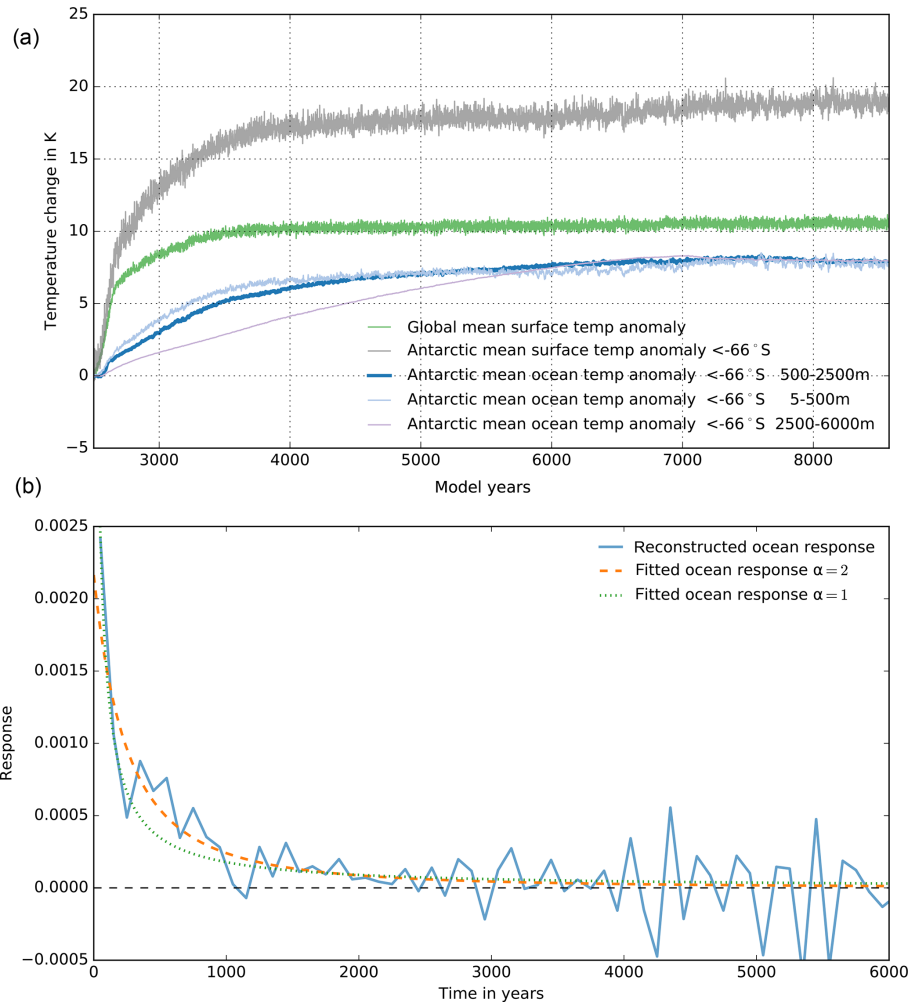 (a)
25
20
15
10
5
0
−5
Temperature change in K
Global mean surface temp anomaly
Antarctic mean surface temp anomaly <-66°S
Antarctic mean ocean temp anomaly <-66°S 500-2500m
Antarctic mean ocean temp anomaly <-66°S 5-500m
Antarctic mean ocean temp anomaly <-66°S 2500-6000m
3000 4000 5000 6000 7000 8000
Model years
(b)
0.0025
0.0020
0.0015
0.0010
0.0005
0.0000
−0.0005
Response
Reconstructed ocean response
Fitted ocean response α = 2
Fitted ocean response α = 1
0 1000 2000 3000 4000 5000 6000
Time in years